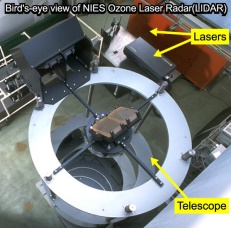 Bird's-eye view of NIES Ozone Laser Radar(LIDAR)
Lasers
Telescope